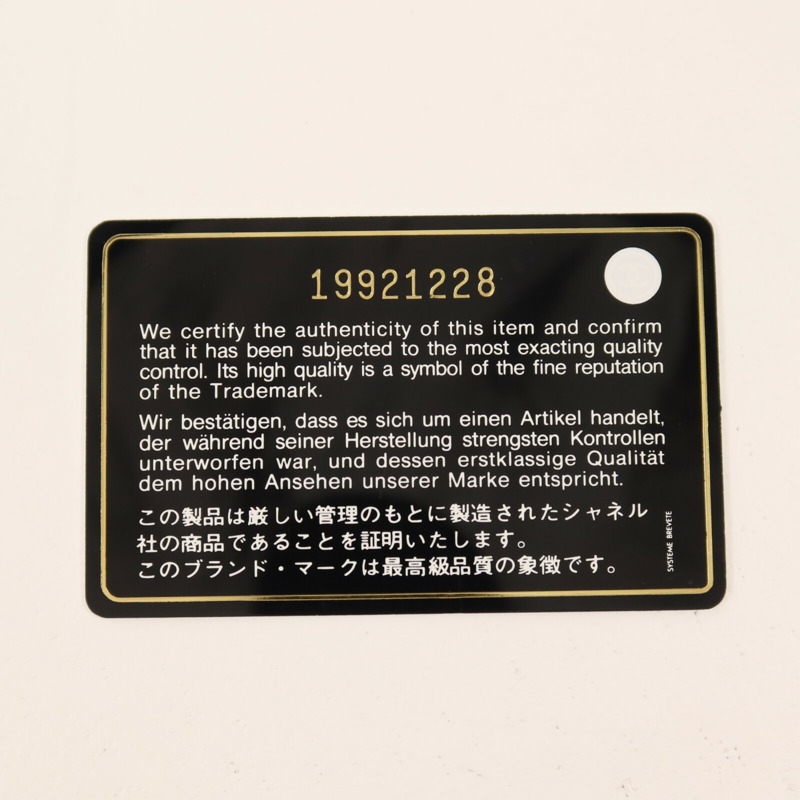 19921228
We certify the authenticity of this item and confirm
that it has been subjected to the most exacting quality
control. Its high quality is a symbol of the fine reputation
of the Trademark.
Wir bestätigen, dass es sich um einen Artikel handelt,
der während seiner Herstellung strengsten Kontrollen
unterworfen war, und dessen erstklassige Qualität
dem hohen Ansehen unserer Marke entspricht.
この製品は厳しい管理のもとに製造されたシャネル
社の商品であることを証明いたします。
このブランド・マークは最高級品質の象徴です。
SYSTEME BREVETE